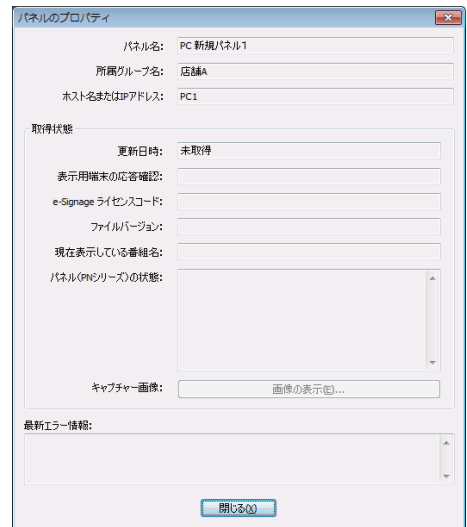 パネルのプロパティ
パネル名: PC 新規パネル1
所属グループ名: 店舗A
ホスト名またはIPアドレス: PC1
取得状態
更新日時: 未取得
表示用端末の応答確認:
e-Signage ライセンスコード:
ファイルバージョン:
現在表示している番組名:
パネル(PNシリーズ)の状態:
キャプチャー画像: 画像の表示(E)...
最新エラー情報:
閉じる(X)